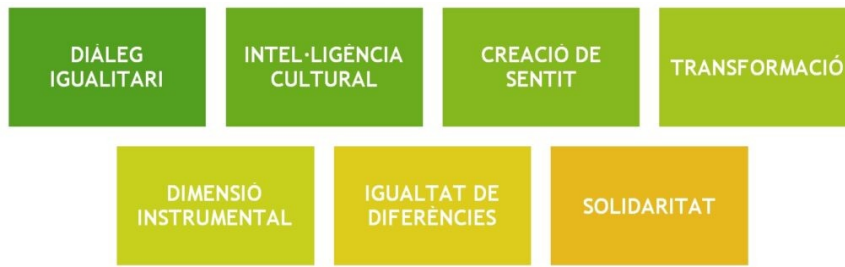 DIÀLEG
IGUALITARI
INTEL·LIGÈNCIA
CULTURAL
CREACIÓ DE
SENTIT
TRANSFORMACIÓ
DIMENSIÓ
INSTRUMENTAL
IGUALTAT DE
DIFERÈNCIES
SOLIDARITAT